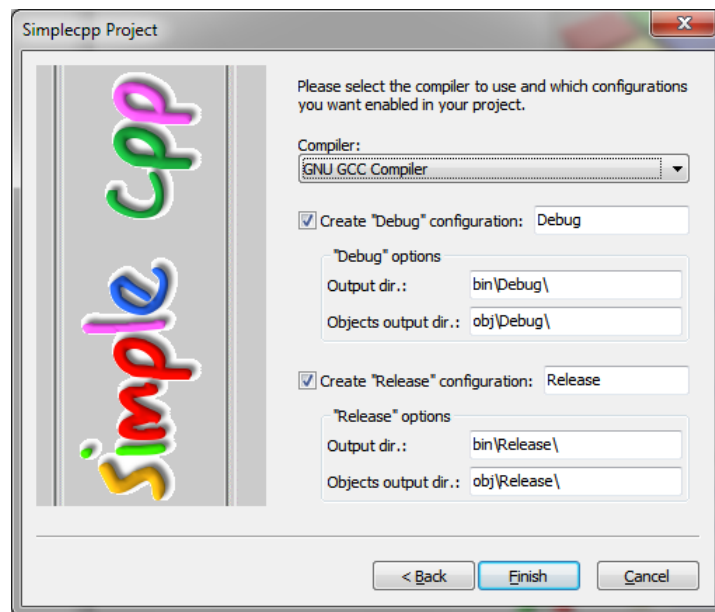 Simplecpp Project
Simple cpp
Please select the compiler to use and which configurations
you want enabled in your project.
Compiler:
GNU GCC Compiler
Create "Debug" configuration: Debug
"Debug" options
Output dir.: bin\Debug\
Objects output dir.: obj\Debug\
Create "Release" configuration: Release
"Release" options
Output dir.: bin\Release\
Objects output dir.: obj\Release\
< Back Finish Cancel